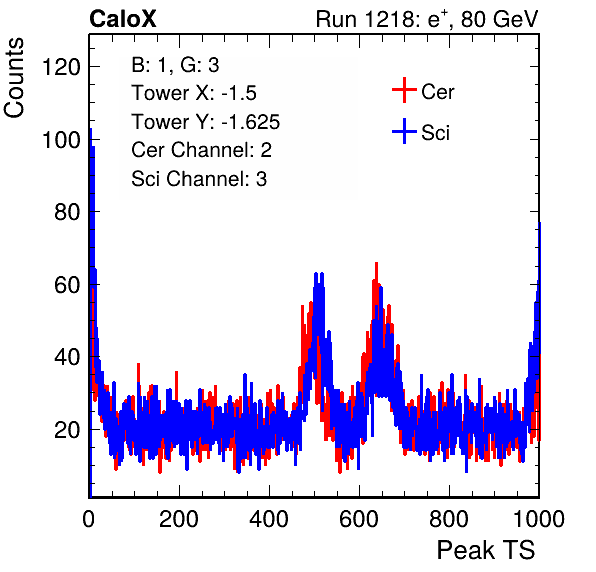 CaloX Run 1218: e⁺, 80 GeV
Counts
B: 1, G: 3
Tower X: -1.5
Tower Y: -1.625
Cer Channel: 2
Sci Channel: 3
Cer
Sci
120
100
80
60
40
20
0 200 400 600 800 1000
Peak TS